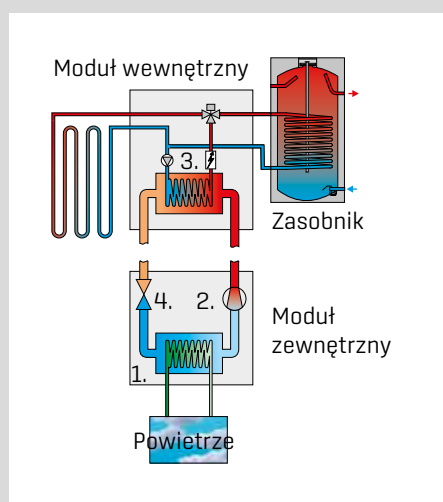 Moduł wewnętrzny
3.
Zasobnik
4.
2.
Moduł
zewnętrzny
1.
Powietrze